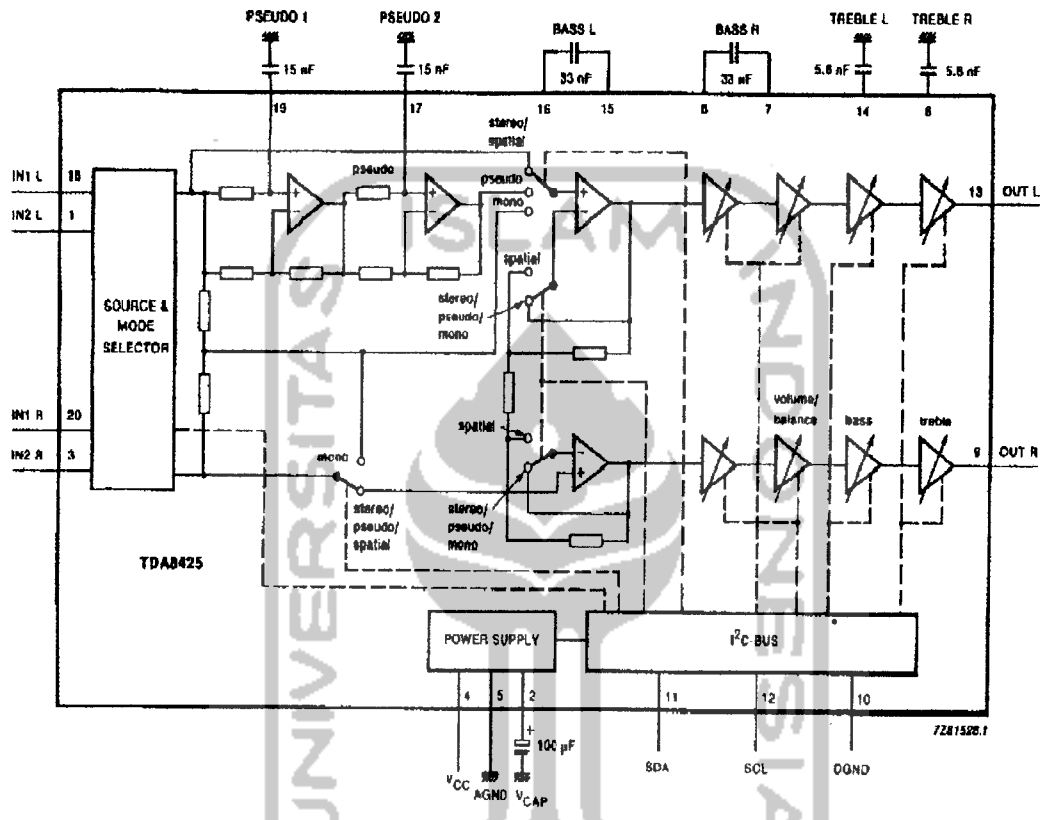 PSEUDO 1
PSEUDO 2
BASS L
BASS R
TREBLE L
TREBLE R
15 nF
15 nF
33 nF
33 nF
5.6 nF
5.6 nF
19
17
16
15
6
7
14
8
stereo/
spatial
IN1 L
18
pseudo
pseudo
mono
13
OUT L
IN2 L
1
ISLAM
spatial
SOURCE &
MODE
SELECTOR
stereo/
pseudo/
mono
IN1 R
20
spatial
volume/
balance
bass
treble
IN2 R
3
mono
9
OUT R
stereo/
pseudo/
spatial
stereo/
pseudo/
mono
TDA8425
POWER SUPPLY
I²C-BUS
4
5
2
11
12
10
7Z81528.1
+
100 µF
VCC
AGND
VCAP
SDA
SCL
DGND
UNIVERSITAS